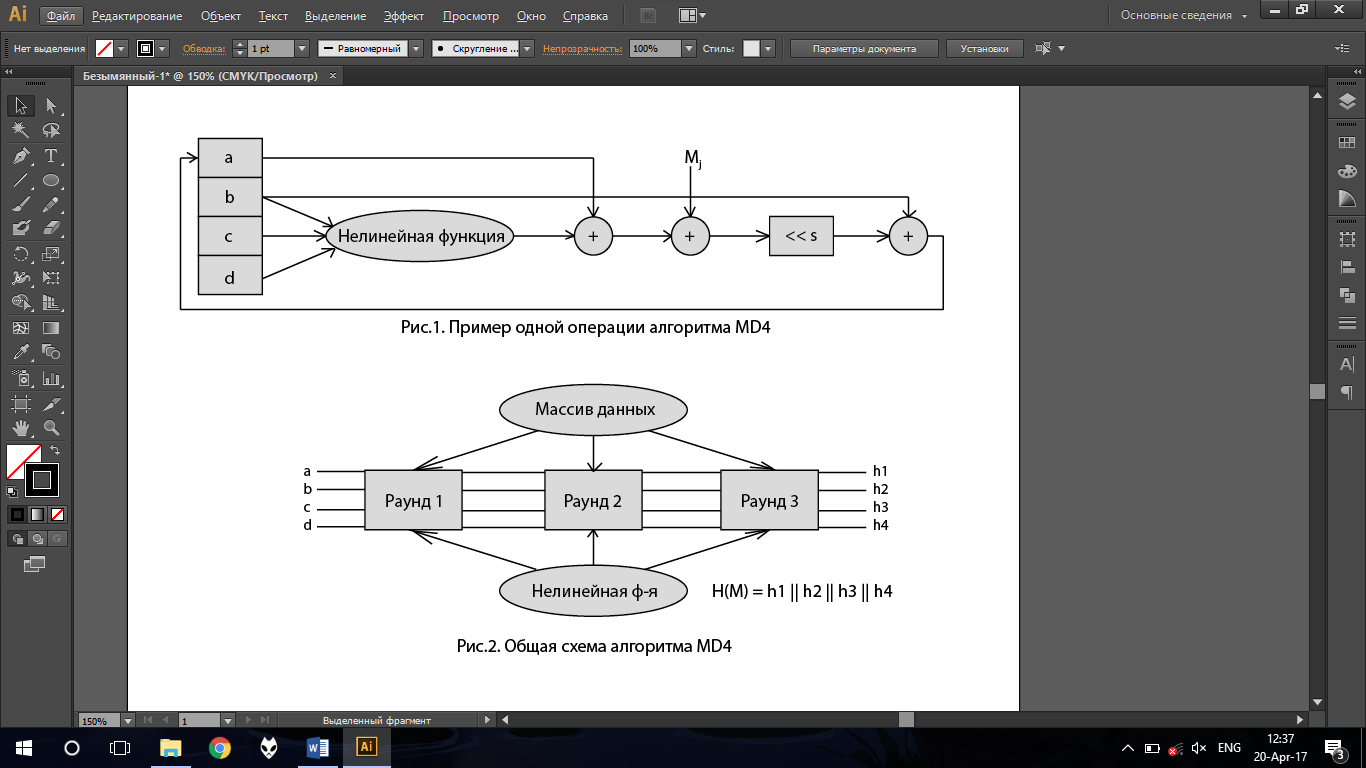 Ai Файл Редактирование Объект Текст Выделение Эффект Просмотр Окно Справка Br Основные сведения
Нет выделения Обводка: 1 pt Равномерный Скругление ... Непрозрачность: 100% Стиль: Параметры документа Установки
Безымянный-1* @ 150% (CMYK/Просмотр) ×
a
M j
b
c Нелинейная функция + + << s +
d
Рис.1. Пример одной операции алгоритма MD4
Массив данных
a h1
b h2
Раунд 1 Раунд 2 Раунд 3
c h3
d h4
Нелинейная ф-я H(M) = h1 || h2 || h3 || h4
Рис.2. Общая схема алгоритма MD4
150% 1 Выделенный фрагмент
Ai ENG 12:37
20-Apr-17 3